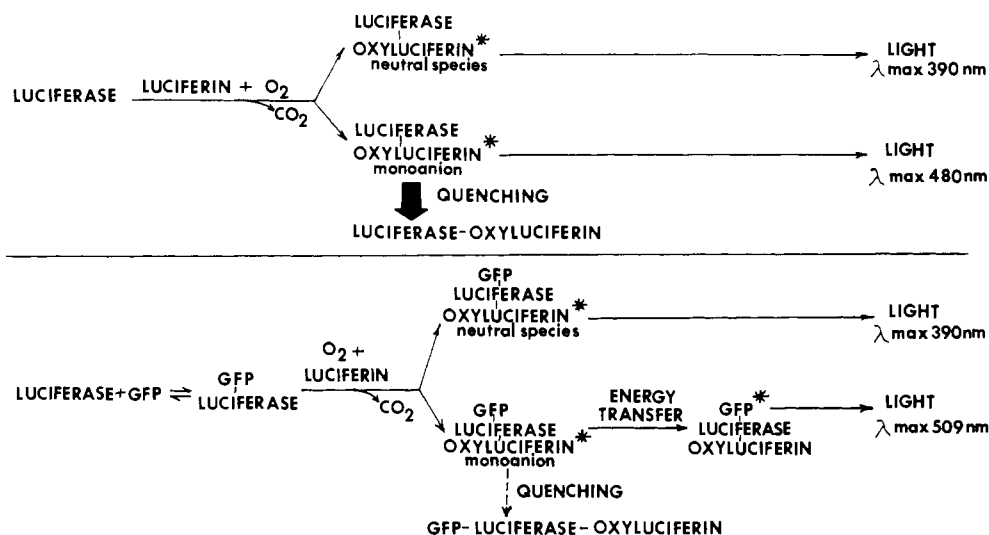 LUCIFERASE
OXYLUCIFERIN*
neutral species
LIGHT
λ max 390 nm
LUCIFERASE
LUCIFERIN + O2
CO2
LUCIFERASE
OXYLUCIFERIN*
monoanion
LIGHT
λ max 480nm
QUENCHING
LUCIFERASE-OXYLUCIFERIN
GFP
LUCIFERASE
OXYLUCIFERIN*
neutral species
LIGHT
λ max 390nm
LUCIFERASE+GFP ⇌
GFP
LUCIFERASE
O2 +
LUCIFERIN
CO2
GFP
LUCIFERASE
OXYLUCIFERIN*
monoanion
ENERGY
TRANSFER
GFP*
LUCIFERASE
OXYLUCIFERIN
LIGHT
λ max 509nm
QUENCHING
GFP-LUCIFERASE-OXYLUCIFERIN